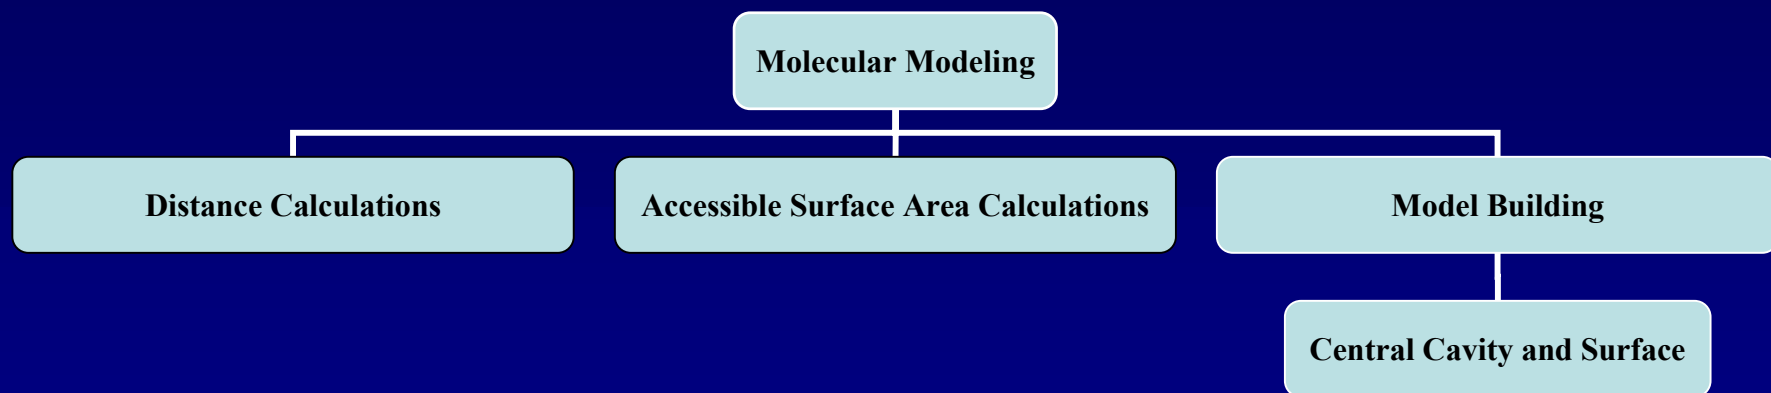 Molecular Modeling
Distance Calculations
Accessible Surface Area Calculations
Model Building
Central Cavity and Surface